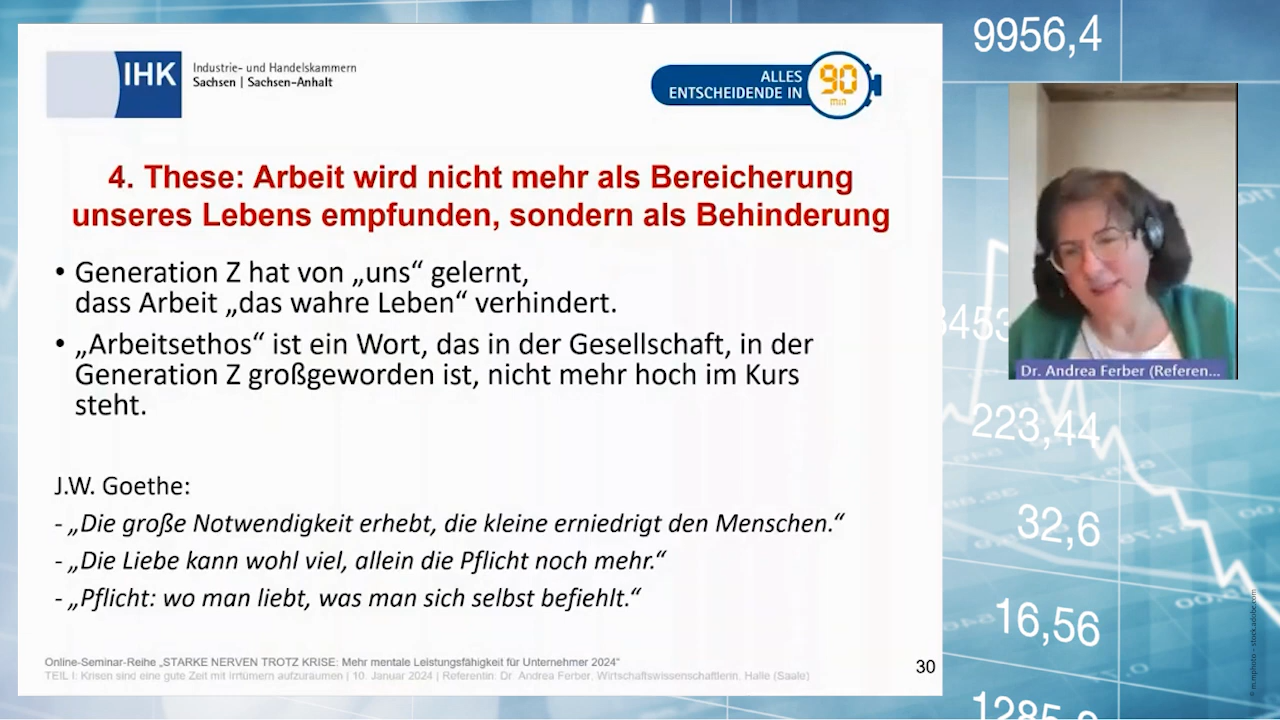 IHK
Industrie- und Handelskammern
Sachsen | Sachsen-Anhalt
ALLES
ENTSCHEIDENDE IN
90
min
4. These: Arbeit wird nicht mehr als Bereicherung
unseres Lebens empfunden, sondern als Behinderung
• Generation Z hat von „uns“ gelernt,
dass Arbeit „das wahre Leben“ verhindert.
• „Arbeitsethos“ ist ein Wort, das in der Gesellschaft, in der
Generation Z großgeworden ist, nicht mehr hoch im Kurs
steht.
J.W. Goethe:
- „Die große Notwendigkeit erhebt, die kleine erniedrigt den Menschen.“
- „Die Liebe kann wohl viel, allein die Pflicht noch mehr.“
- „Pflicht: wo man liebt, was man sich selbst befiehlt.“
Online-Seminar-Reihe „STARKE NERVEN TROTZ KRISE: Mehr mentale Leistungsfähigkeit für Unternehmer 2024“
TEIL I: Krisen sind eine gute Zeit mit Irrtümern aufzuräumen | 10. Januar 2024 | Referentin: Dr. Andrea Ferber, Wirtschaftswissenschaftlerin, Halle (Saale)
30
9956,4
Dr. Andrea Ferber (Referen...
223,44
32,6
16,56